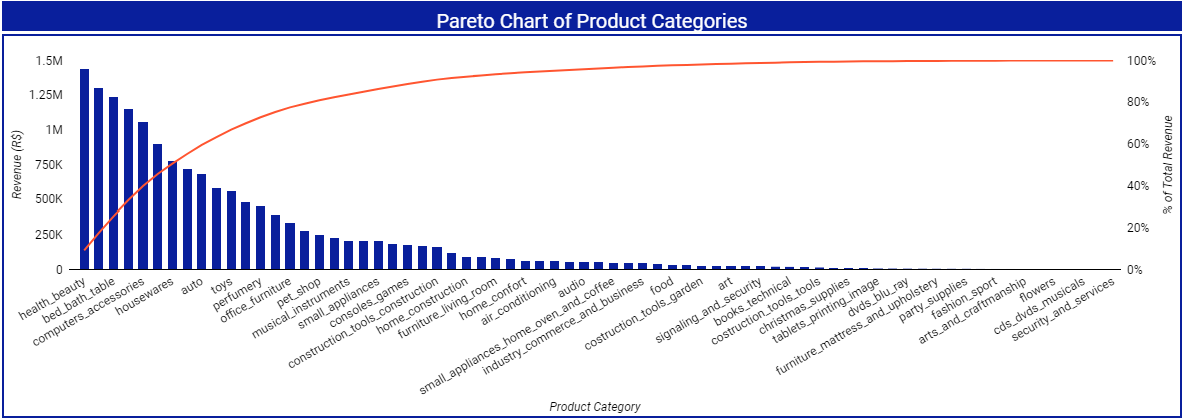 Pareto Chart of Product Categories
Revenue (R$)
1.5M
1.25M
1M
750K
500K
250K
0
100%
80%
60%
40%
20%
0%
% of Total Revenue
health_beauty
bed_bath_table
computers_accessories
housewares
auto
toys
perfumery
office_furniture
pet_shop
musical_instruments
small_appliances
consoles_games
construction_tools_construction
home_construction
furniture_living_room
home_confort
air_conditioning
audio
small_appliances_home_oven_and_coffee
industry_commerce_and_business
food
costruction_tools_garden
art
signaling_and_security
books_technical
costruction_tools_tools
christmas_supplies
tablets_printing_image
dvds_blu_ray
furniture_mattress_and_upholstery
party_supplies
fashion_sport
arts_and_craftmanship
flowers
cds_dvds_musicals
security_and_services
Product Category